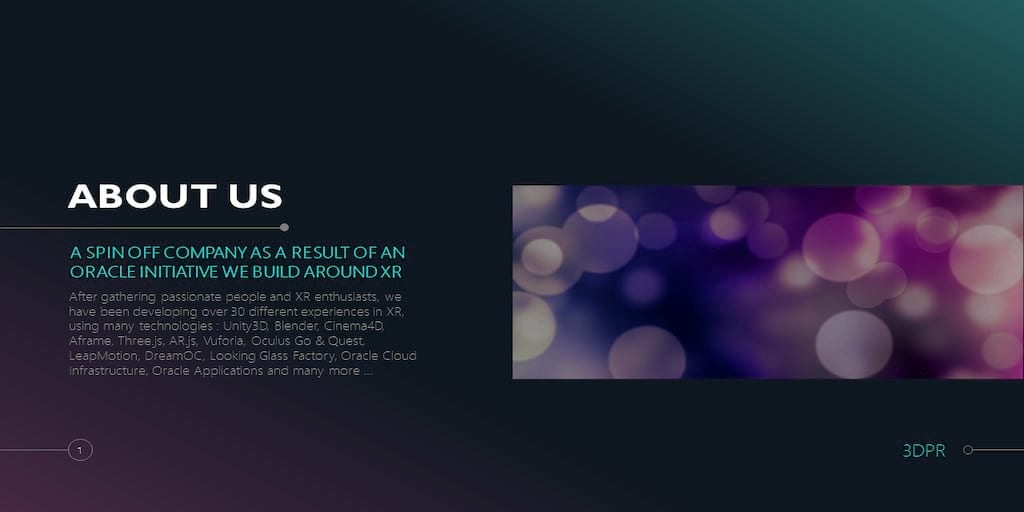 ABOUT US
A SPIN OFF COMPANY AS A RESULT OF AN
ORACLE INITIATIVE WE BUILD AROUND XR
After gathering passionate people and XR enthusiasts, we
have been developing over 30 different experiences in XR,
using many technologies : Unity3D, Blender, Cinema4D,
Aframe, Three.js, AR.js, Vuforia, Oculus Go & Quest,
LeapMotion, DreamOC, Looking Glass Factory, Oracle Cloud
Infrastructure, Oracle Applications and many more ...
1
3DPR